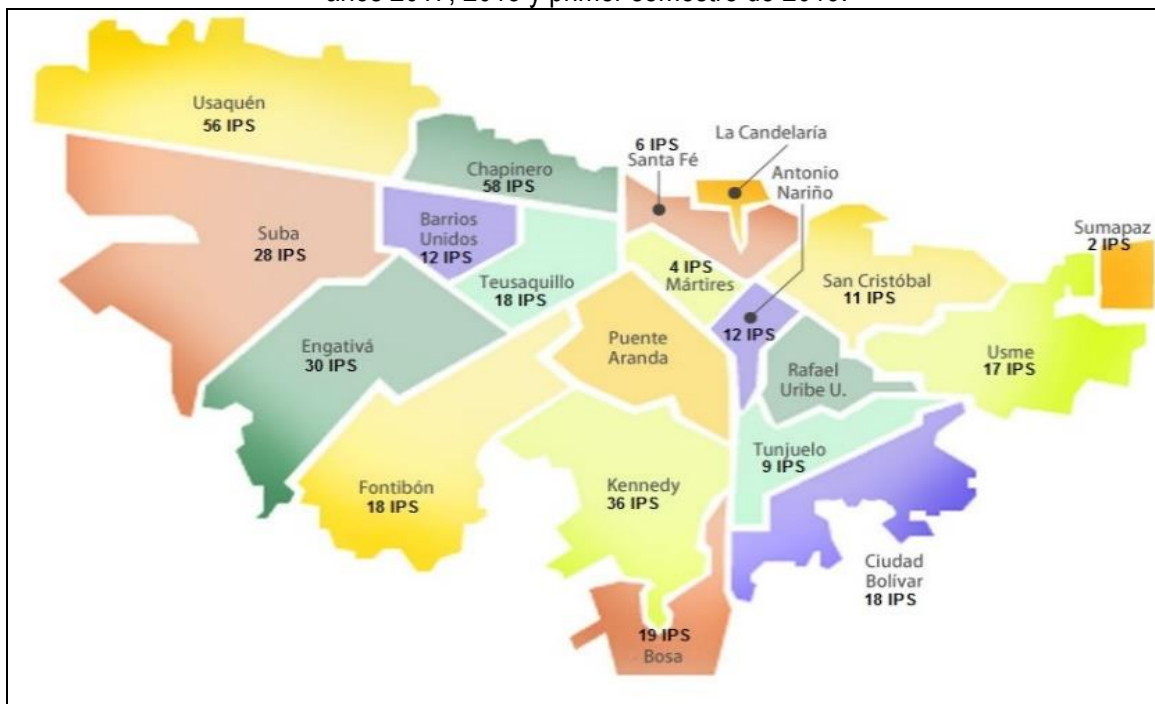 años 2017, 2018 y primer semestre de 2019.
Usaquén
56 IPS
Chapinero
58 IPS
6 IPS
Santa Fé
La Candelaría
Antonio
Nariño
12 IPS
Sumapaz
2 IPS
Suba
28 IPS
Barrios
Unidos
12 IPS
Teusaquillo
18 IPS
4 IPS
Mártires
San Cristóbal
11 IPS
Engativá
30 IPS
Puente
Aranda
Rafael
Uribe U.
Usme
17 IPS
Fontibón
18 IPS
Kennedy
36 IPS
Tunjuelo
9 IPS
Ciudad
Bolívar
18 IPS
19 IPS
Bosa